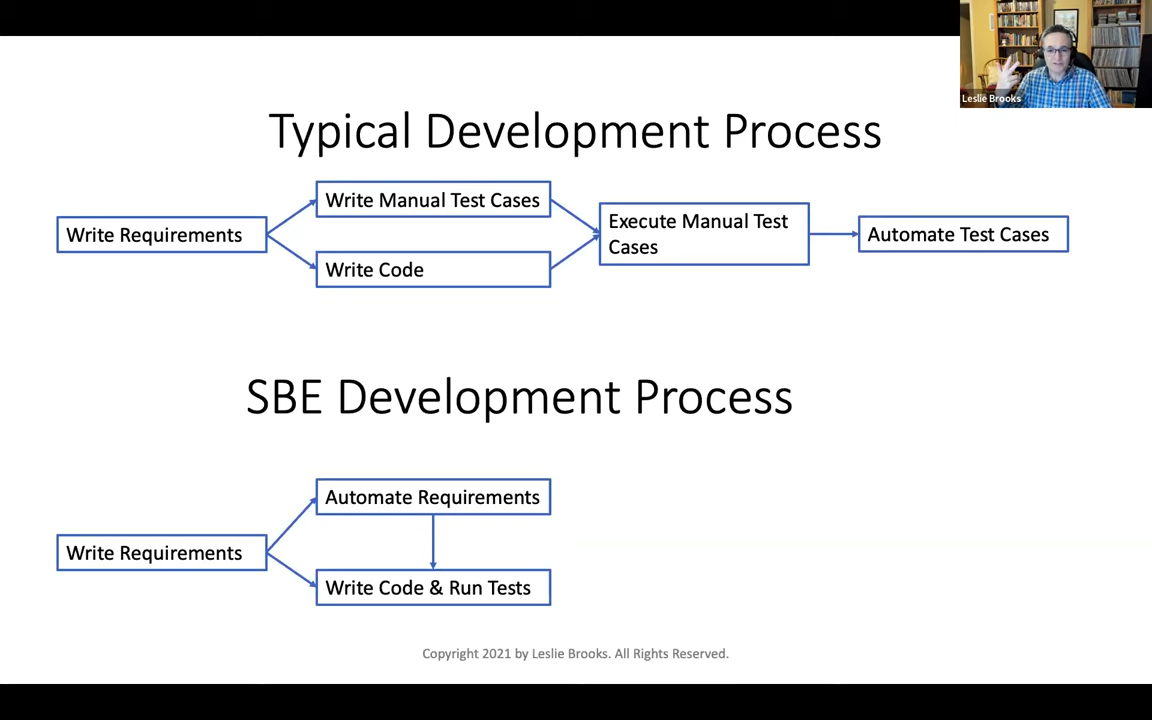 Leslie Brooks
Typical Development Process
Write Manual Test Cases
Write Requirements
Write Code
Execute Manual Test
Cases
Automate Test Cases
SBE Development Process
Automate Requirements
Write Requirements
Write Code & Run Tests
Copyright 2021 by Leslie Brooks. All Rights Reserved.